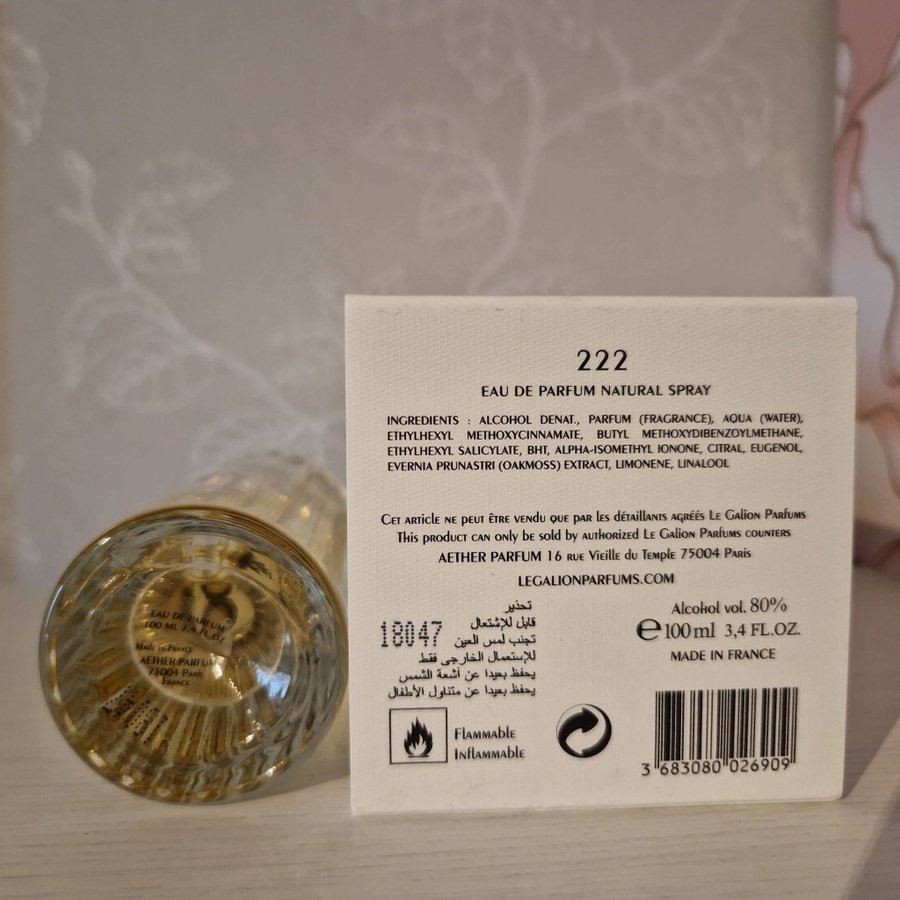 222
EAU DE PARFUM NATURAL SPRAY
INGREDIENTS : ALCOHOL DENAT., PARFUM (FRAGRANCE), AQUA (WATER),
ETHYLHEXYL METHOXYCINNAMATE, BUTYL METHOXYDIBENZOYLMETHANE,
ETHYLHEXYL SALICYLATE, BHT, ALPHA-ISOMETHYL IONONE, CITRAL, EUGENOL,
EVERNIA PRUNASTRI (OAKMOSS) EXTRACT, LIMONENE, LINALOOL
CET ARTICLE NE PEUT ÊTRE VENDU QUE PAR LES DÉTAILLANTS AGRÉÉS LE GALION PARFUMS
THIS PRODUCT CAN ONLY BE SOLD BY AUTHORIZED LE GALION PARFUMS COUNTERS
AETHER PARFUM 16 RUE VIEILLE DU TEMPLE 75004 PARIS
LEGALIONPARFUMS.COM
18047
تحذير
قابل للإشتعال
تجنب لمس العين
للإستعمال الخارجى فقط
يحفظ بعيدا عن أشعة الشمس
يحفظ بعيدا عن متناول الأطفال
Alcohol vol. 80%
e 100 ml 3,4 FL.OZ.
MADE IN FRANCE
FLAMMABLE
INFLAMMABLE
3 683080 026909
EAU DE PARFUM
100 ML 3,4 FL.OZ
MADE IN FRANCE
AETHER PARFUM
75004 PARIS
FRANCE